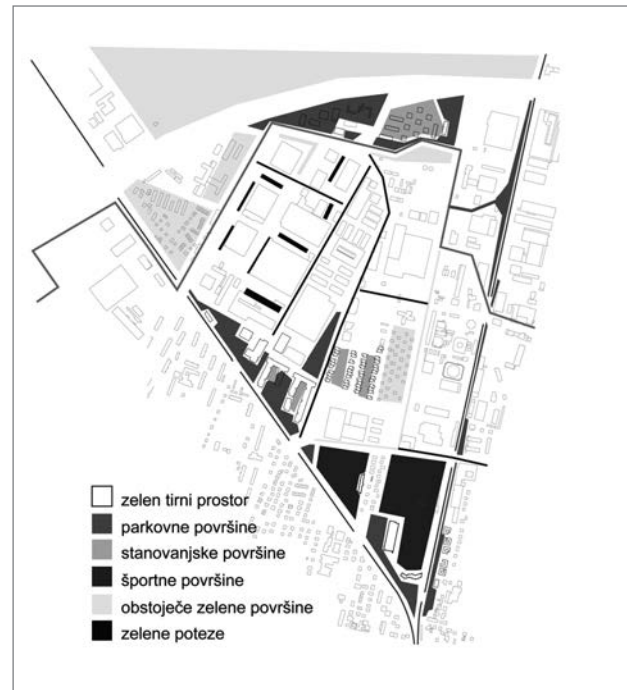 zelen tirni prostor
parkovne površine
stanovanjske površine
športne površine
obstoječe zelene površine
zelene poteze